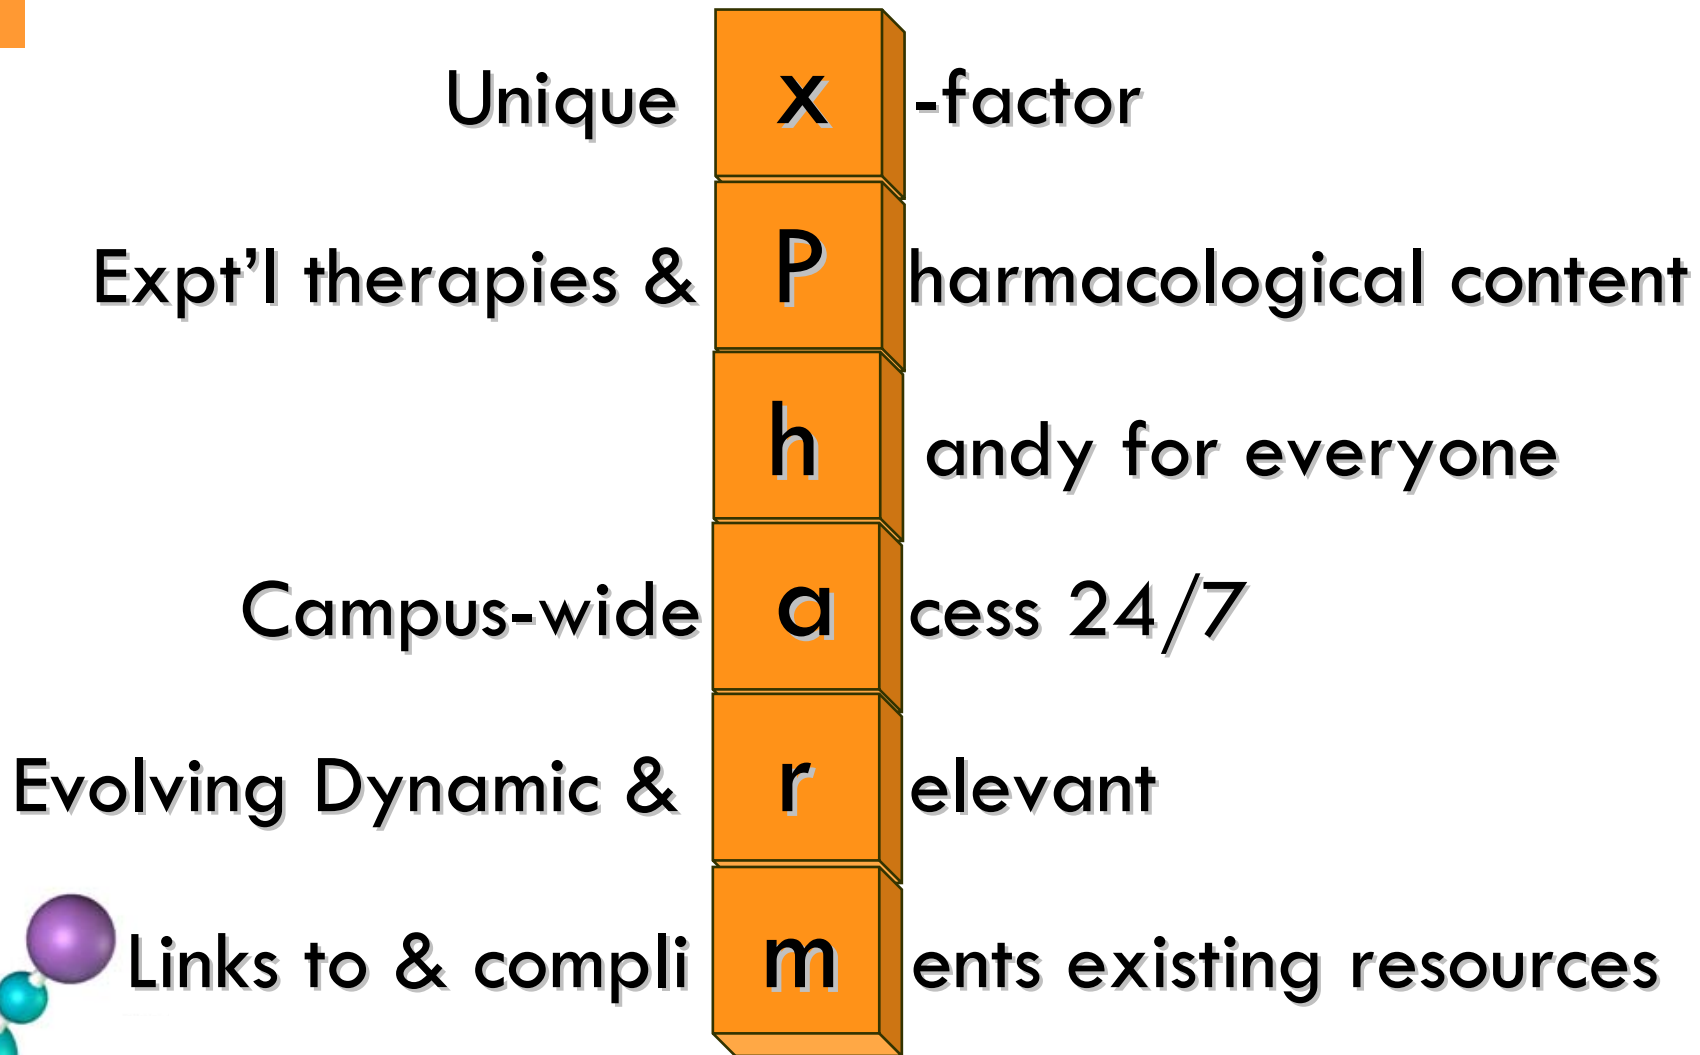 Unique x -factor
Expt’l therapies & P harmacological content
h andy for everyone
Campus-wide a cess 24/7
Evolving Dynamic & r elevant
Links to & compli m ents existing resources